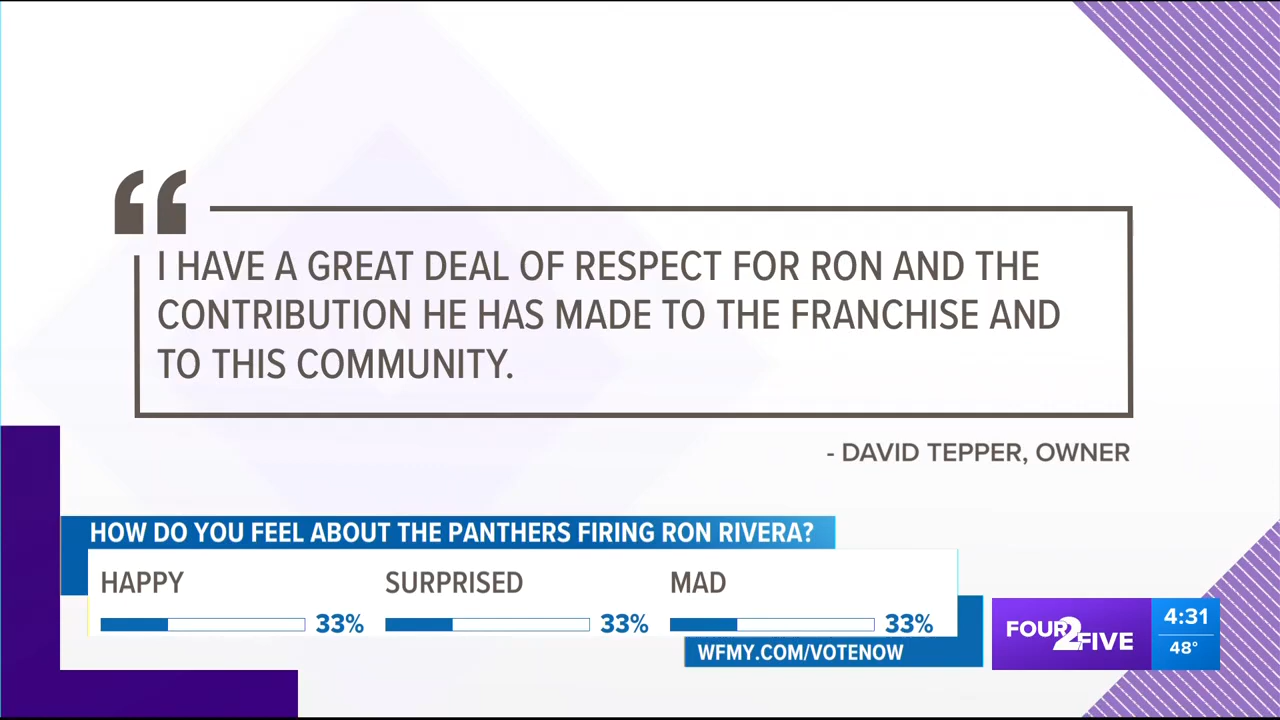 “
I HAVE A GREAT DEAL OF RESPECT FOR RON AND THE
CONTRIBUTION HE HAS MADE TO THE FRANCHISE AND
TO THIS COMMUNITY.
- DAVID TEPPER, OWNER
HOW DO YOU FEEL ABOUT THE PANTHERS FIRING RON RIVERA?
HAPPY SURPRISED MAD
33% 33% 33%
WFMY.COM/VOTENOW
FOUR2FIVE
4:31
48°